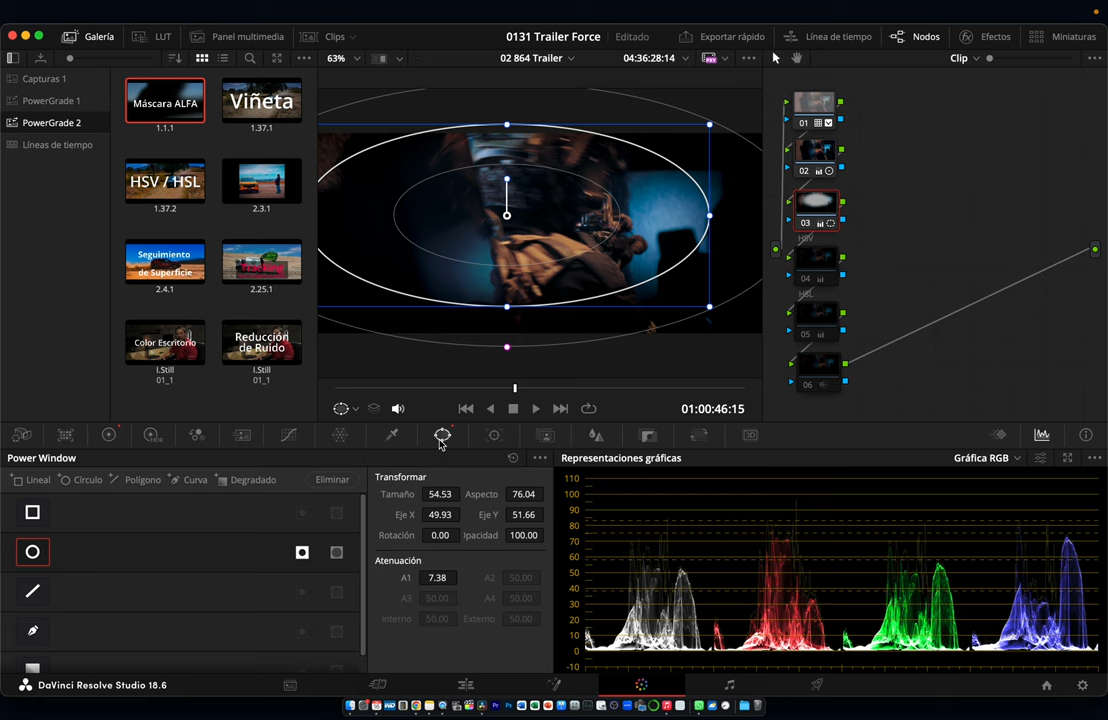 Galería
LUT
Panel multimedia
Clips
0131 Trailer Force
Editado
Exportar rápido
Línea de tiempo
Nodos
Efectos
Miniaturas
63%
02 864 Trailer
04:36:28:14
Clip
Capturas 1
PowerGrade 1
PowerGrade 2
Líneas de tiempo
Máscara ALFA
1.1.1
Viñeta
1.37.1
HSV / HSL
1.37.2
2.3.1
Seguimiento
de Superficie
2.4.1
Tracking
2.25.1
Color Escritorio
I.Still
01_1
Reducción
de Ruido
I.Still
01_1
01
02
03
HSV
04
HSL
05
06
01:00:46:15
Power Window
Lineal
Círculo
Polígono
Curva
Degradado
Eliminar
Transformar
Tamaño 54.53 Aspecto 76.04
Eje X 49.93 Eje Y 51.66
Rotación 0.00 Opacidad 100.00
Atenuación
A1 7.38 A2 50.00
A3 50.00 A4 50.00
Interno 50.00 Externo 50.00
Representaciones gráficas
Gráfica RGB
110
100
90
80
70
60
50
40
30
20
10
0
-10
DaVinci Resolve Studio 18.6